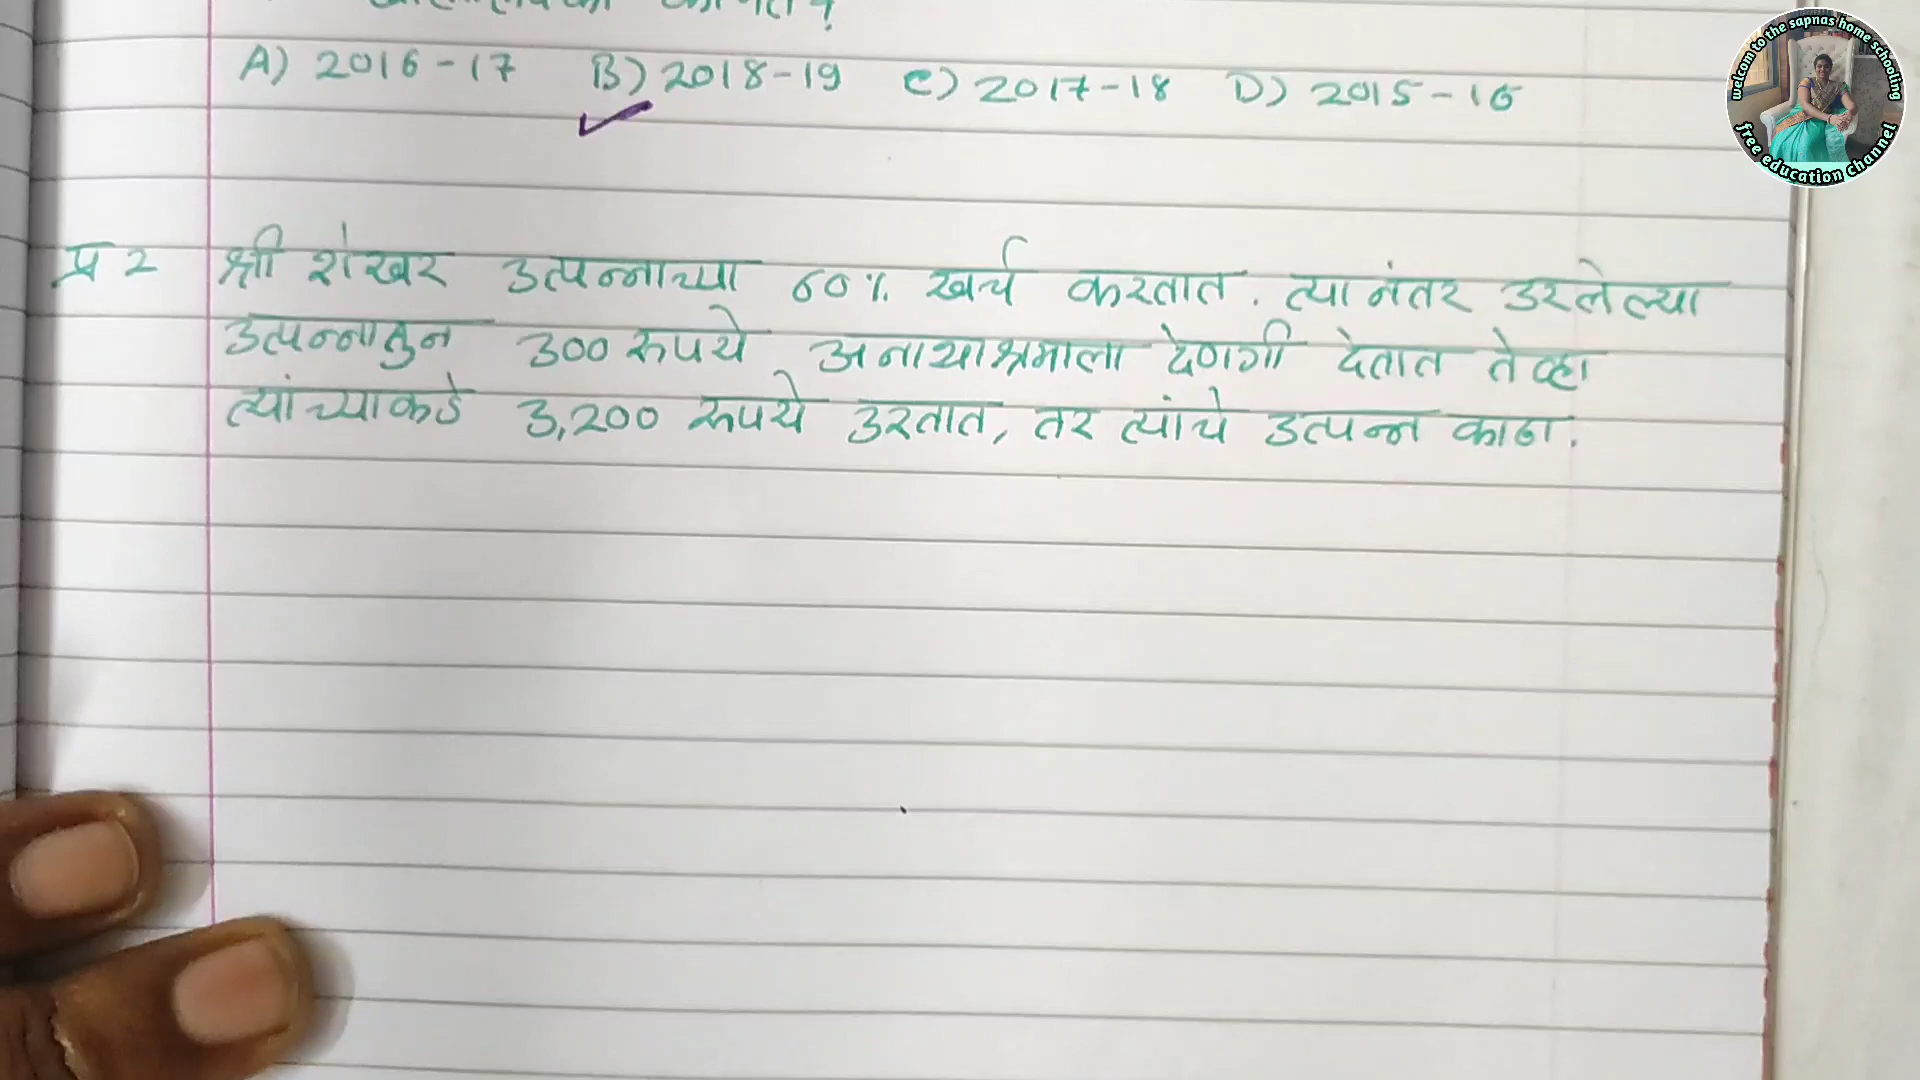 A) 2016-17 B) 2018-19 C) 2017-18 D) 2015-16
प्र 2 श्री शेखर उत्पन्नाच्या 60% खर्च करतात. त्यानंतर उरलेल्या
उत्पन्नातुन 300 रुपये अनाथाश्रमाला देणगी देतात तेव्हा
त्यांच्याकडे 3,200 रुपये उरतात, तर त्यांचे उत्पन्न काढा.
welcom to the sapnas home schooling
free education channel